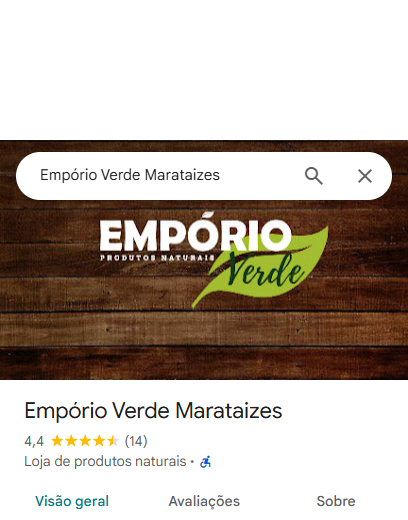 Empório Verde Marataizes
EMPÓRIO
PRODUTOS NATURAIS
Verde
Empório Verde Marataizes
4,4 (14)
Loja de produtos naturais ·
Visão geral Avaliações Sobre